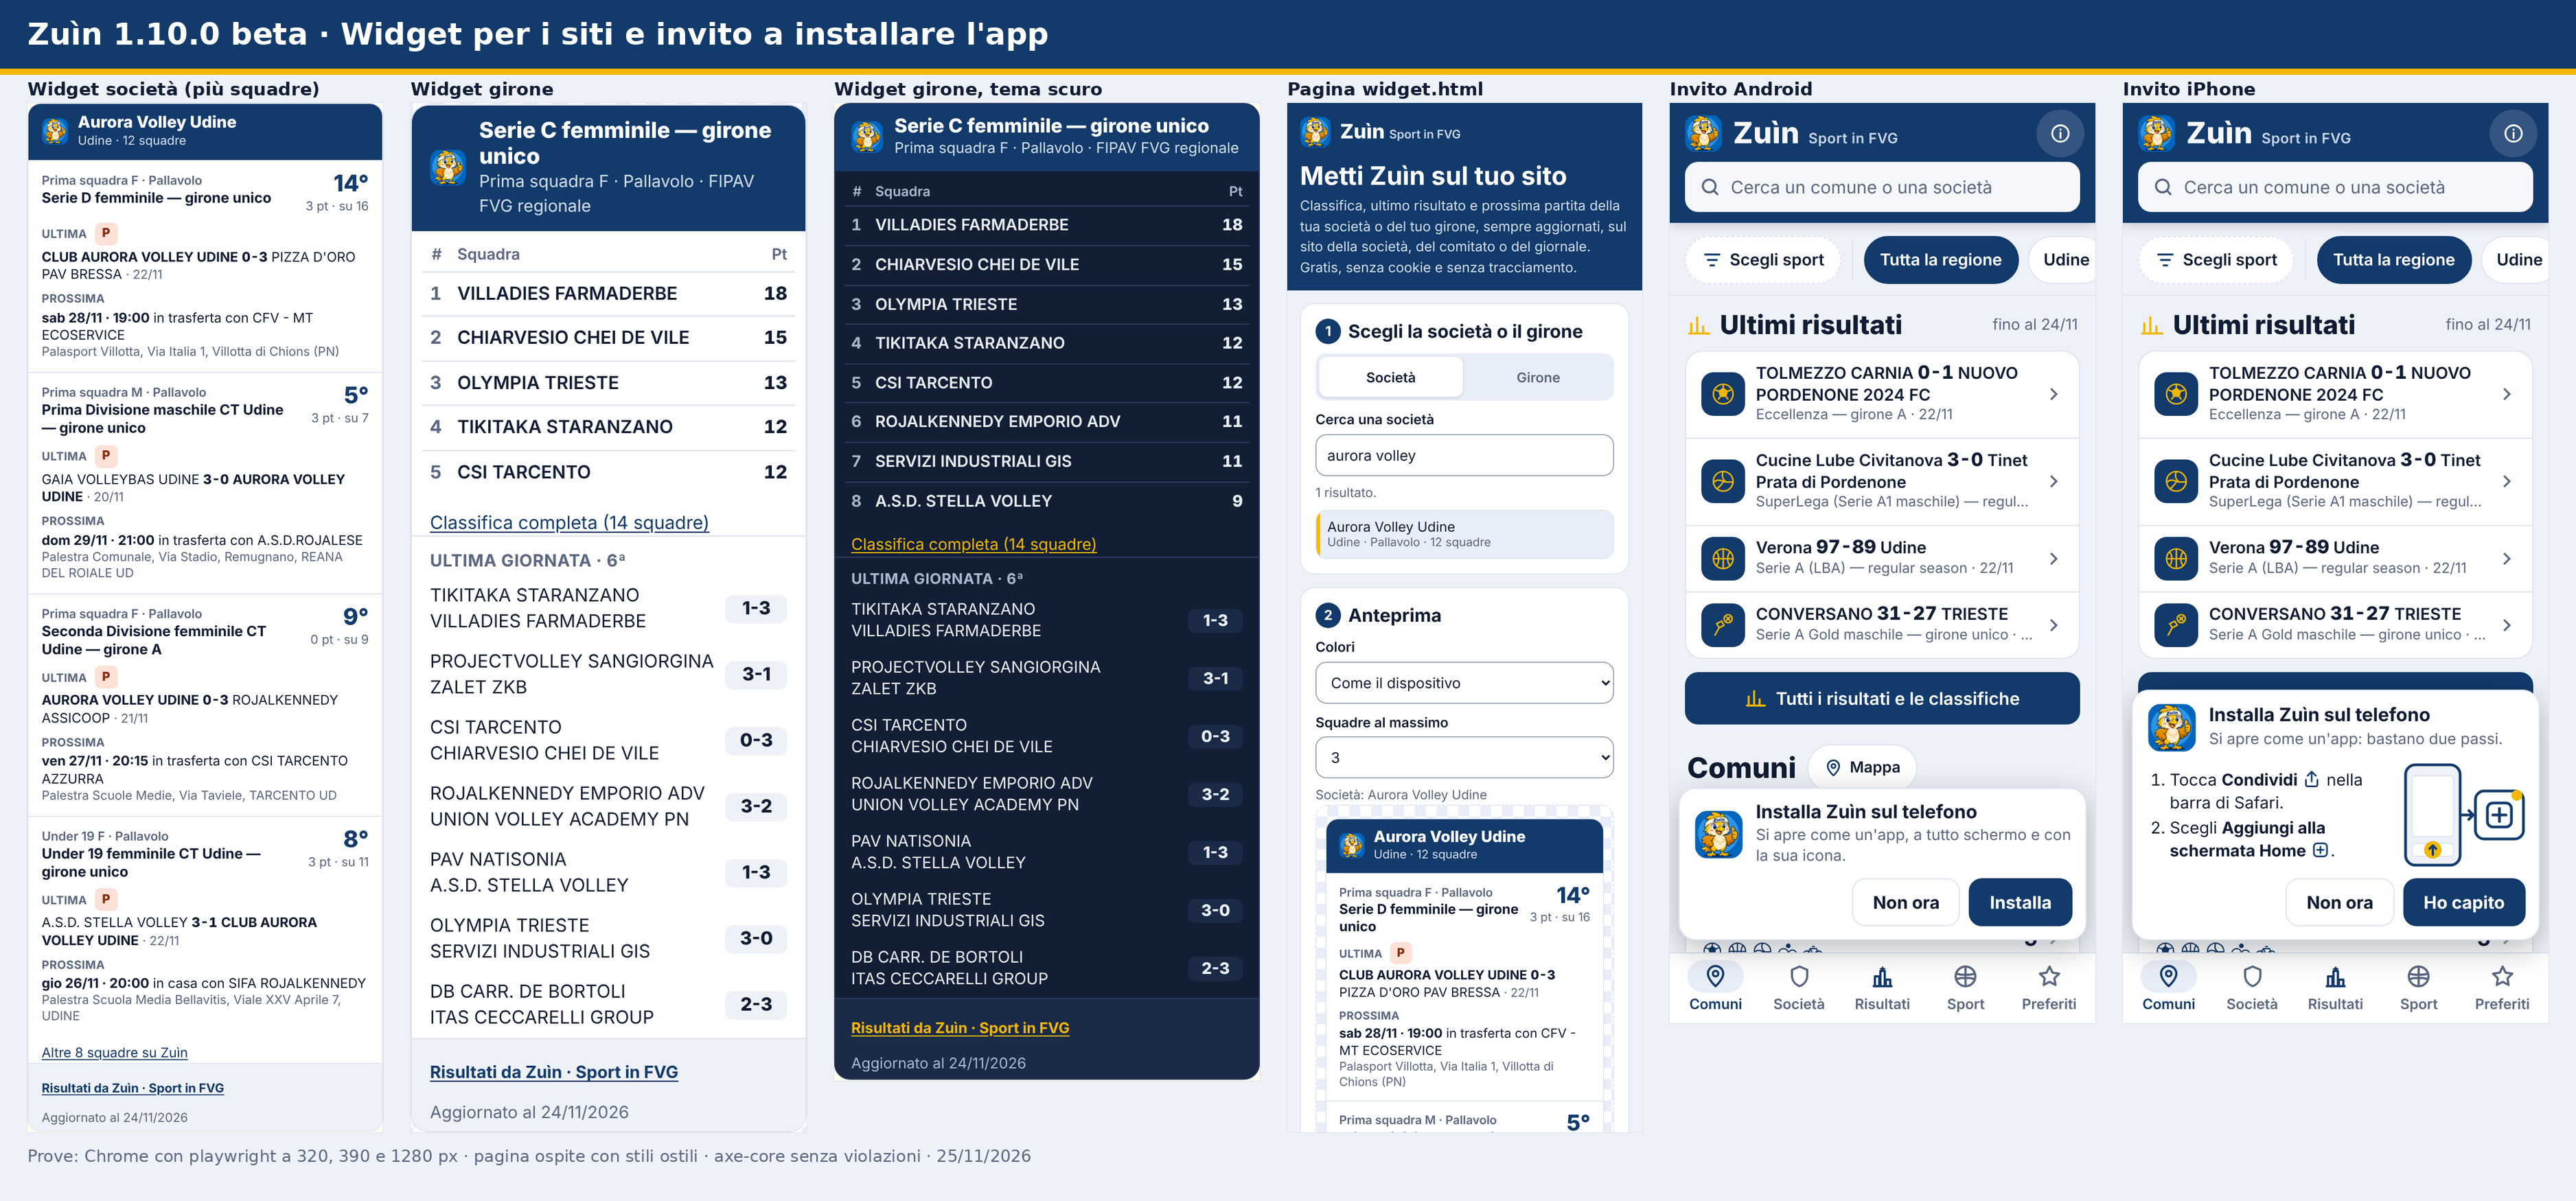 Zuìn 1.10.0 beta · Widget per i siti e invito a installare l'app
Widget società (più squadre)
Aurora Volley Udine
Udine · 12 squadre
Prima squadra F · Pallavolo
14°
Serie D femminile — girone unico
3 pt · su 16
ULTIMA P
CLUB AURORA VOLLEY UDINE 0-3 PIZZA D'ORO
PAV BRESSA · 22/11
PROSSIMA
sab 28/11 · 19:00 in trasferta con CFV - MT
ECOSERVICE
Palasport Villotta, Via Italia 1, Villotta di Chions (PN)
Prima squadra M · Pallavolo
5°
Prima Divisione maschile CT Udine
— girone unico
3 pt · su 7
ULTIMA P
GAIA VOLLEYBAS UDINE 3-0 AURORA VOLLEY
UDINE · 20/11
PROSSIMA
dom 29/11 · 21:00 in trasferta con A.S.D.ROJALESE
Palestra Comunale, Via Stadio, Remugnano, REANA
DEL ROIALE UD
Prima squadra F · Pallavolo
9°
Seconda Divisione femminile CT
Udine — girone A
0 pt · su 9
ULTIMA P
AURORA VOLLEY UDINE 0-3 ROJALKENNEDY
ASSICOOP · 21/11
PROSSIMA
ven 27/11 · 20:15 in trasferta con CSI TARCENTO
AZZURRA
Palestra Scuole Medie, Via Taviele, TARCENTO UD
Under 19 F · Pallavolo
8°
Under 19 femminile CT Udine —
girone unico
3 pt · su 11
ULTIMA P
A.S.D. STELLA VOLLEY 3-1 CLUB AURORA
VOLLEY UDINE · 22/11
PROSSIMA
gio 26/11 · 20:00 in casa con SIFA ROJALKENNEDY
Palestra Scuola Media Bellavitis, Viale XXV Aprile 7,
UDINE
Altre 8 squadre su Zuìn
Risultati da Zuìn · Sport in FVG
Aggiornato al 24/11/2026
Widget girone
Serie C femminile — girone
unico
Prima squadra F · Pallavolo · FIPAV
FVG regionale
# Squadra Pt
1 VILLADIES FARMADERBE 18
2 CHIARVESIO CHEI DE VILE 15
3 OLYMPIA TRIESTE 13
4 TIKITAKA STARANZANO 12
5 CSI TARCENTO 12
Classifica completa (14 squadre)
ULTIMA GIORNATA · 6ª
TIKITAKA STARANZANO
VILLADIES FARMADERBE
1-3
PROJECTVOLLEY SANGIORGINA
ZALET ZKB
3-1
CSI TARCENTO
CHIARVESIO CHEI DE VILE
0-3
ROJALKENNEDY EMPORIO ADV
UNION VOLLEY ACADEMY PN
3-2
PAV NATISONIA
A.S.D. STELLA VOLLEY
1-3
OLYMPIA TRIESTE
SERVIZI INDUSTRIALI GIS
3-0
DB CARR. DE BORTOLI
ITAS CECCARELLI GROUP
2-3
Risultati da Zuìn · Sport in FVG
Aggiornato al 24/11/2026
Widget girone, tema scuro
Serie C femminile — girone unico
Prima squadra F · Pallavolo · FIPAV FVG regionale
# Squadra Pt
1 VILLADIES FARMADERBE 18
2 CHIARVESIO CHEI DE VILE 15
3 OLYMPIA TRIESTE 13
4 TIKITAKA STARANZANO 12
5 CSI TARCENTO 12
6 ROJALKENNEDY EMPORIO ADV 11
7 SERVIZI INDUSTRIALI GIS 11
8 A.S.D. STELLA VOLLEY 9
Classifica completa (14 squadre)
ULTIMA GIORNATA · 6ª
TIKITAKA STARANZANO
VILLADIES FARMADERBE
1-3
PROJECTVOLLEY SANGIORGINA
ZALET ZKB
3-1
CSI TARCENTO
CHIARVESIO CHEI DE VILE
0-3
ROJALKENNEDY EMPORIO ADV
UNION VOLLEY ACADEMY PN
3-2
PAV NATISONIA
A.S.D. STELLA VOLLEY
1-3
OLYMPIA TRIESTE
SERVIZI INDUSTRIALI GIS
3-0
DB CARR. DE BORTOLI
ITAS CECCARELLI GROUP
2-3
Risultati da Zuìn · Sport in FVG
Aggiornato al 24/11/2026
Pagina widget.html
Zuìn Sport in FVG
Metti Zuìn sul tuo sito
Classifica, ultimo risultato e prossima partita della
tua società o del tuo girone, sempre aggiornati, sul
sito della società, del comitato o del giornale.
Gratis, senza cookie e senza tracciamento.
1 Scegli la società o il girone
Società Girone
Cerca una società
aurora volley
1 risultato.
Aurora Volley Udine
Udine · Pallavolo · 12 squadre
2 Anteprima
Colori
Come il dispositivo
Squadre al massimo
3
Società: Aurora Volley Udine
Aurora Volley Udine
Udine · 12 squadre
Prima squadra F · Pallavolo
14°
Serie D femminile — girone
unico
3 pt · su 16
ULTIMA P
CLUB AURORA VOLLEY UDINE 0-3
PIZZA D'ORO PAV BRESSA · 22/11
PROSSIMA
sab 28/11 · 19:00 in trasferta con CFV -
MT ECOSERVICE
Palasport Villotta, Via Italia 1, Villotta di
Chions (PN)
Prima squadra M · Pallavolo
5°
Invito Android
Zuìn Sport in FVG
Cerca un comune o una società
Scegli sport Tutta la regione Udine
Ultimi risultati fino al 24/11
TOLMEZZO CARNIA 0-1 NUOVO
PORDENONE 2024 FC
Eccellenza — girone A · 22/11
Cucine Lube Civitanova 3-0 Tinet
Prata di Pordenone
SuperLega (Serie A1 maschile) — regul...
Verona 97-89 Udine
Serie A (LBA) — regular season · 22/11
CONVERSANO 31-27 TRIESTE
Serie A Gold maschile — girone unico · ...
Tutti i risultati e le classifiche
Comuni Mappa
Installa Zuìn sul telefono
Si apre come un'app, a tutto schermo e con
la sua icona.
Non ora Installa
Comuni Società Risultati Sport Preferiti
Invito iPhone
Zuìn Sport in FVG
Cerca un comune o una società
Scegli sport Tutta la regione Udine
Ultimi risultati fino al 24/11
TOLMEZZO CARNIA 0-1 NUOVO
PORDENONE 2024 FC
Eccellenza — girone A · 22/11
Cucine Lube Civitanova 3-0 Tinet
Prata di Pordenone
SuperLega (Serie A1 maschile) — regul...
Verona 97-89 Udine
Serie A (LBA) — regular season · 22/11
CONVERSANO 31-27 TRIESTE
Serie A Gold maschile — girone unico · ...
Installa Zuìn sul telefono
Si apre come un'app: bastano due passi.
1. Tocca Condividi nella
barra di Safari.
2. Scegli Aggiungi alla
schermata Home .
Non ora Ho capito
Comuni Società Risultati Sport Preferiti
Prove: Chrome con playwright a 320, 390 e 1280 px · pagina ospite con stili ostili · axe-core senza violazioni · 25/11/2026